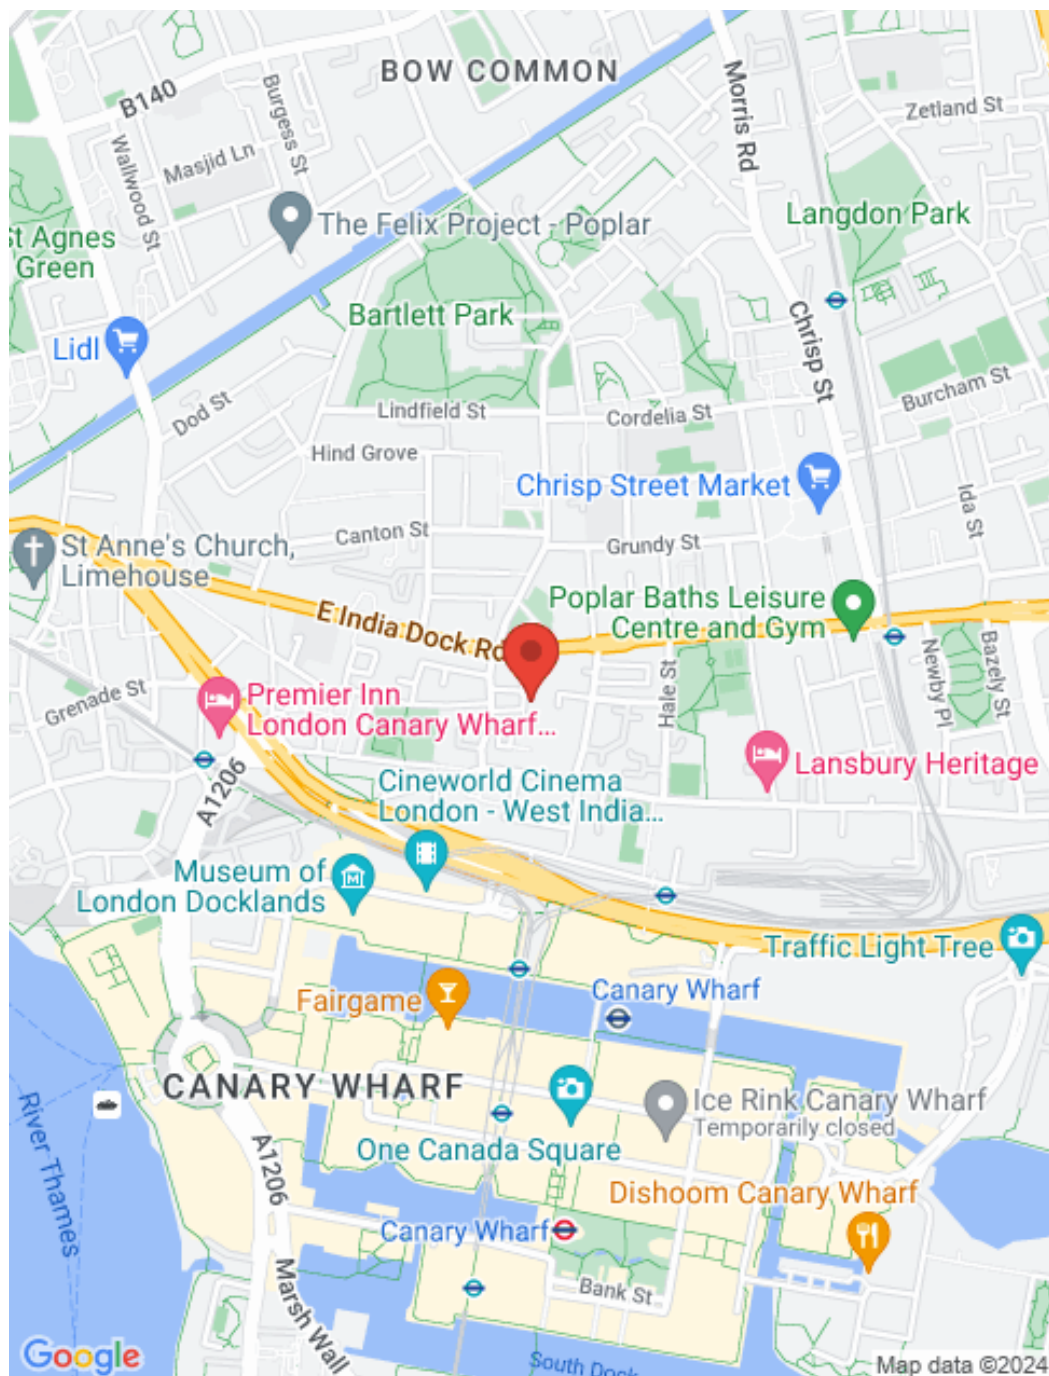 BOW COMMON
B140
Burgess St
Morris Rd
Zetland St
Wallwood St
Masjid Ln
The Felix Project - Poplar
Langdon Park
St Agnes
Green
Bartlett Park
Chrisp St
Lidl
Dod St
Lindfield St
Cordelia St
Burcham St
Hind Grove
Chrisp Street Market
Ida St
Canton St
Grundy St
St Anne's Church,
Limehouse
E India Dock Rd
Poplar Baths Leisure
Centre and Gym
Hale St
Newby Pl
Bazely St
Grenade St
Premier Inn
London Canary Wharf...
Lansbury Heritage
A1206
Cineworld Cinema
London - West India...
Museum of
London Docklands
Traffic Light Tree
Fairgame
Canary Wharf
CANARY WHARF
Ice Rink Canary Wharf
Temporarily closed
River Thames
One Canada Square
A1206
Dishoom Canary Wharf
Canary Wharf
Marsh Wall
Bank St
South Dock
Google
Map data ©2024